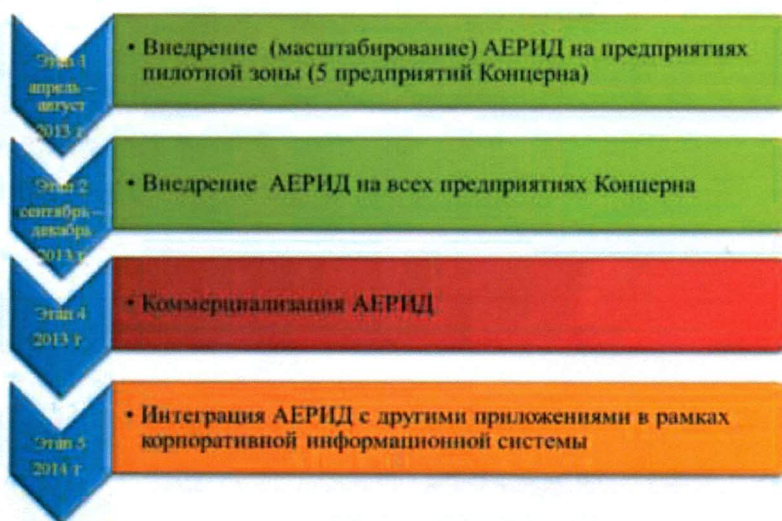 Этап 1
апрель –
август
2013 г.
• Внедрение (масштабирование) АЕРИД на предприятиях
пилотной зоны (5 предприятий Концерна)
Этап 2
сентябрь –
декабрь
2013 г.
• Внедрение АЕРИД на всех предприятиях Концерна
Этап 4
2013 г.
• Коммерциализация АЕРИД
Этап 5
2014 г
• Интеграция АЕРИД с другими приложениями в рамках
корпоративной информационной системы